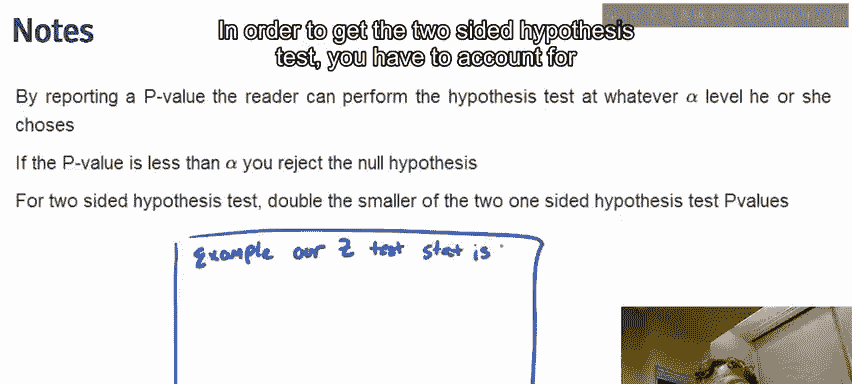 Notes
In order to get the two sided hypothesis
test, you have to account for
By reporting a P-value the reader can perform the hypothesis test at whatever α level he or she
choses
If the P-value is less than α you reject the null hypothesis
For two sided hypothesis test, double the smaller of the two one sided hypothesis test Pvalues
Example our Z test stat is